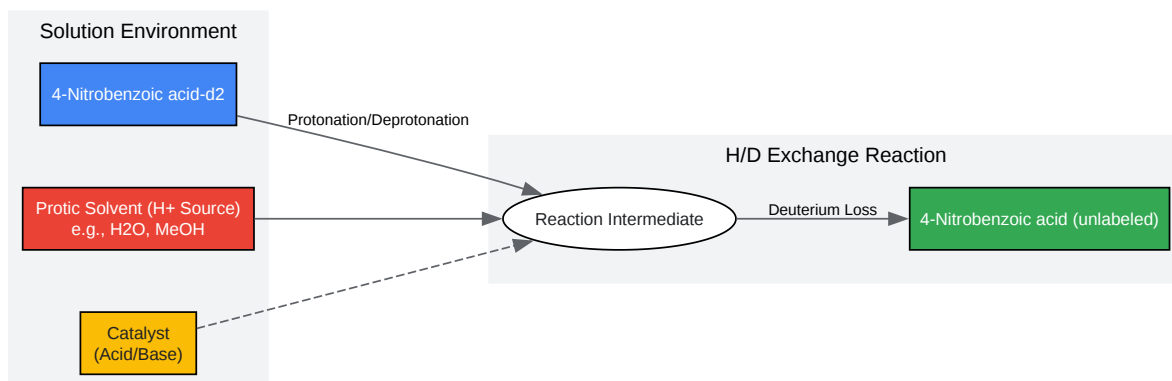 Solution Environment
4-Nitrobenzoic acid-d2
Protonation/Deprotonation
H/D Exchange Reaction
Protic Solvent (H+ Source)
e.g., H2O, MeOH
Reaction Intermediate
Deuterium Loss
4-Nitrobenzoic acid (unlabeled)
Catalyst
(Acid/Base)